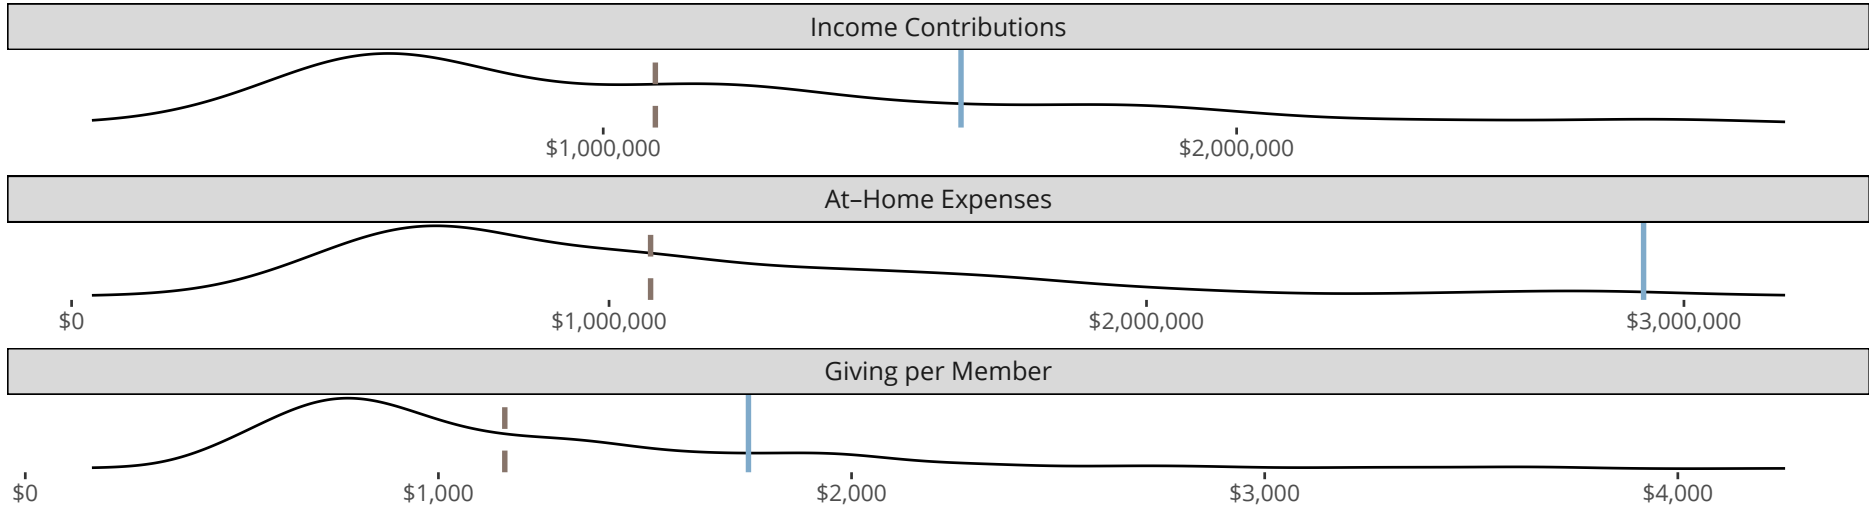 Income Contributions
$1,000,000 $2,000,000
At–Home Expenses
$0 $1,000,000 $2,000,000 $3,000,000
Giving per Member
$0 $1,000 $2,000 $3,000 $4,000